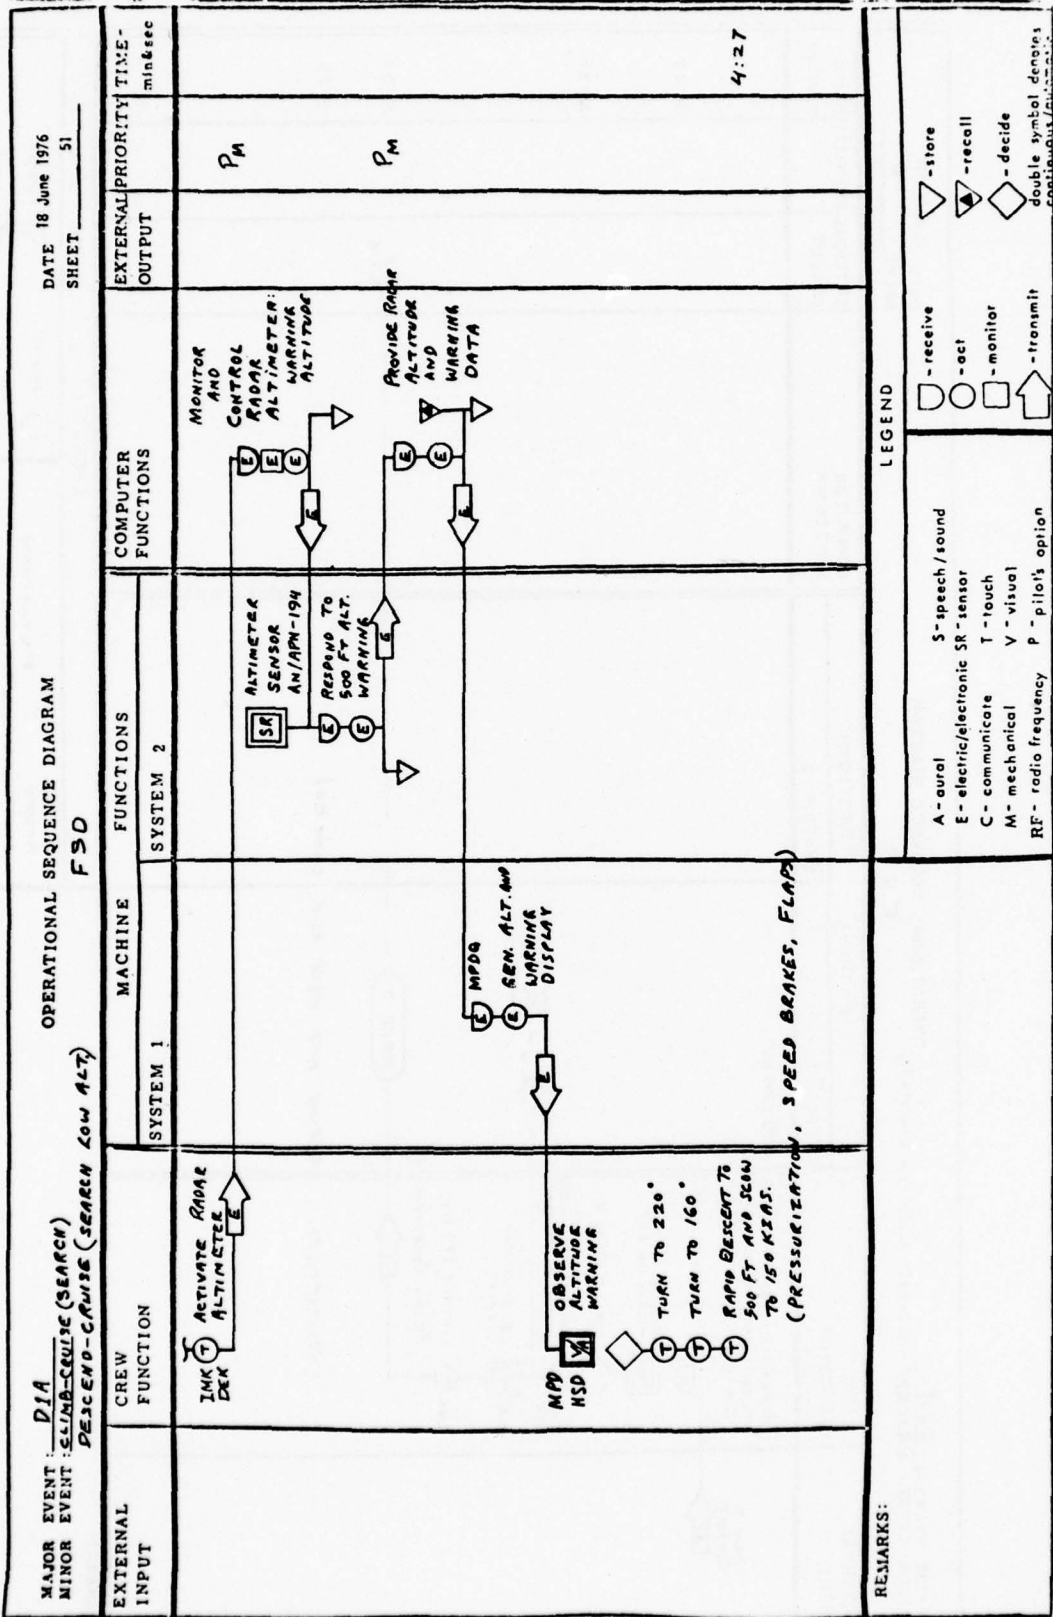 MAJOR EVENT: D1A
OPERATIONAL SEQUENCE DIAGRAM
DATE 18 June 1976
MINOR EVENT: CLIMB-CRUISE (SEARCH)
SHEET 51
DESCEND-CRUISE (SEARCH LOW ALT)
F3D
EXTERNAL INPUT
CREW FUNCTION
MACHINE FUNCTIONS
SYSTEM 1
SYSTEM 2
COMPUTER FUNCTIONS
EXTERNAL OUTPUT
PRIORITY
TIME-
min&sec
IMK
DEK
T
ACTIVATE RADAR
ALTIMETER
E
MONITOR
AND
CONTROL
RADAR
ALTIMETER:
WARNING
ALTITUDE
E
E
E
E
PM
ALTIMETER
SENSOR
AN/APN-194
SR
E
E
RESPOND TO
500 FT ALT.
WARNING
E
PROVIDE RADAR
ALTITUDE
AND
WARNING
DATA
E
E
E
PM
MPDG
E
E
GEN. ALT. AND
WARNING
DISPLAY
E
MPD
HSD
V/A
OBSERVE
ALTITUDE
WARNING
T
TURN TO 220°
T
TURN TO 160°
T
RAPID DESCENT TO
500 FT AND SLOW
TO 150 KIAS.
(PRESSURIZATION, SPEED BRAKES, FLAPS)
4:27
REMARKS:
LEGEND
A - aural
S - speech/sound
E - electric/electronic
SR - sensor
C - communicate
T - touch
M - mechanical
V - visual
RF - radio frequency
P - pilot's option
- receive
- act
- monitor
- transmit
- store
- recall
- decide
double symbol denotes